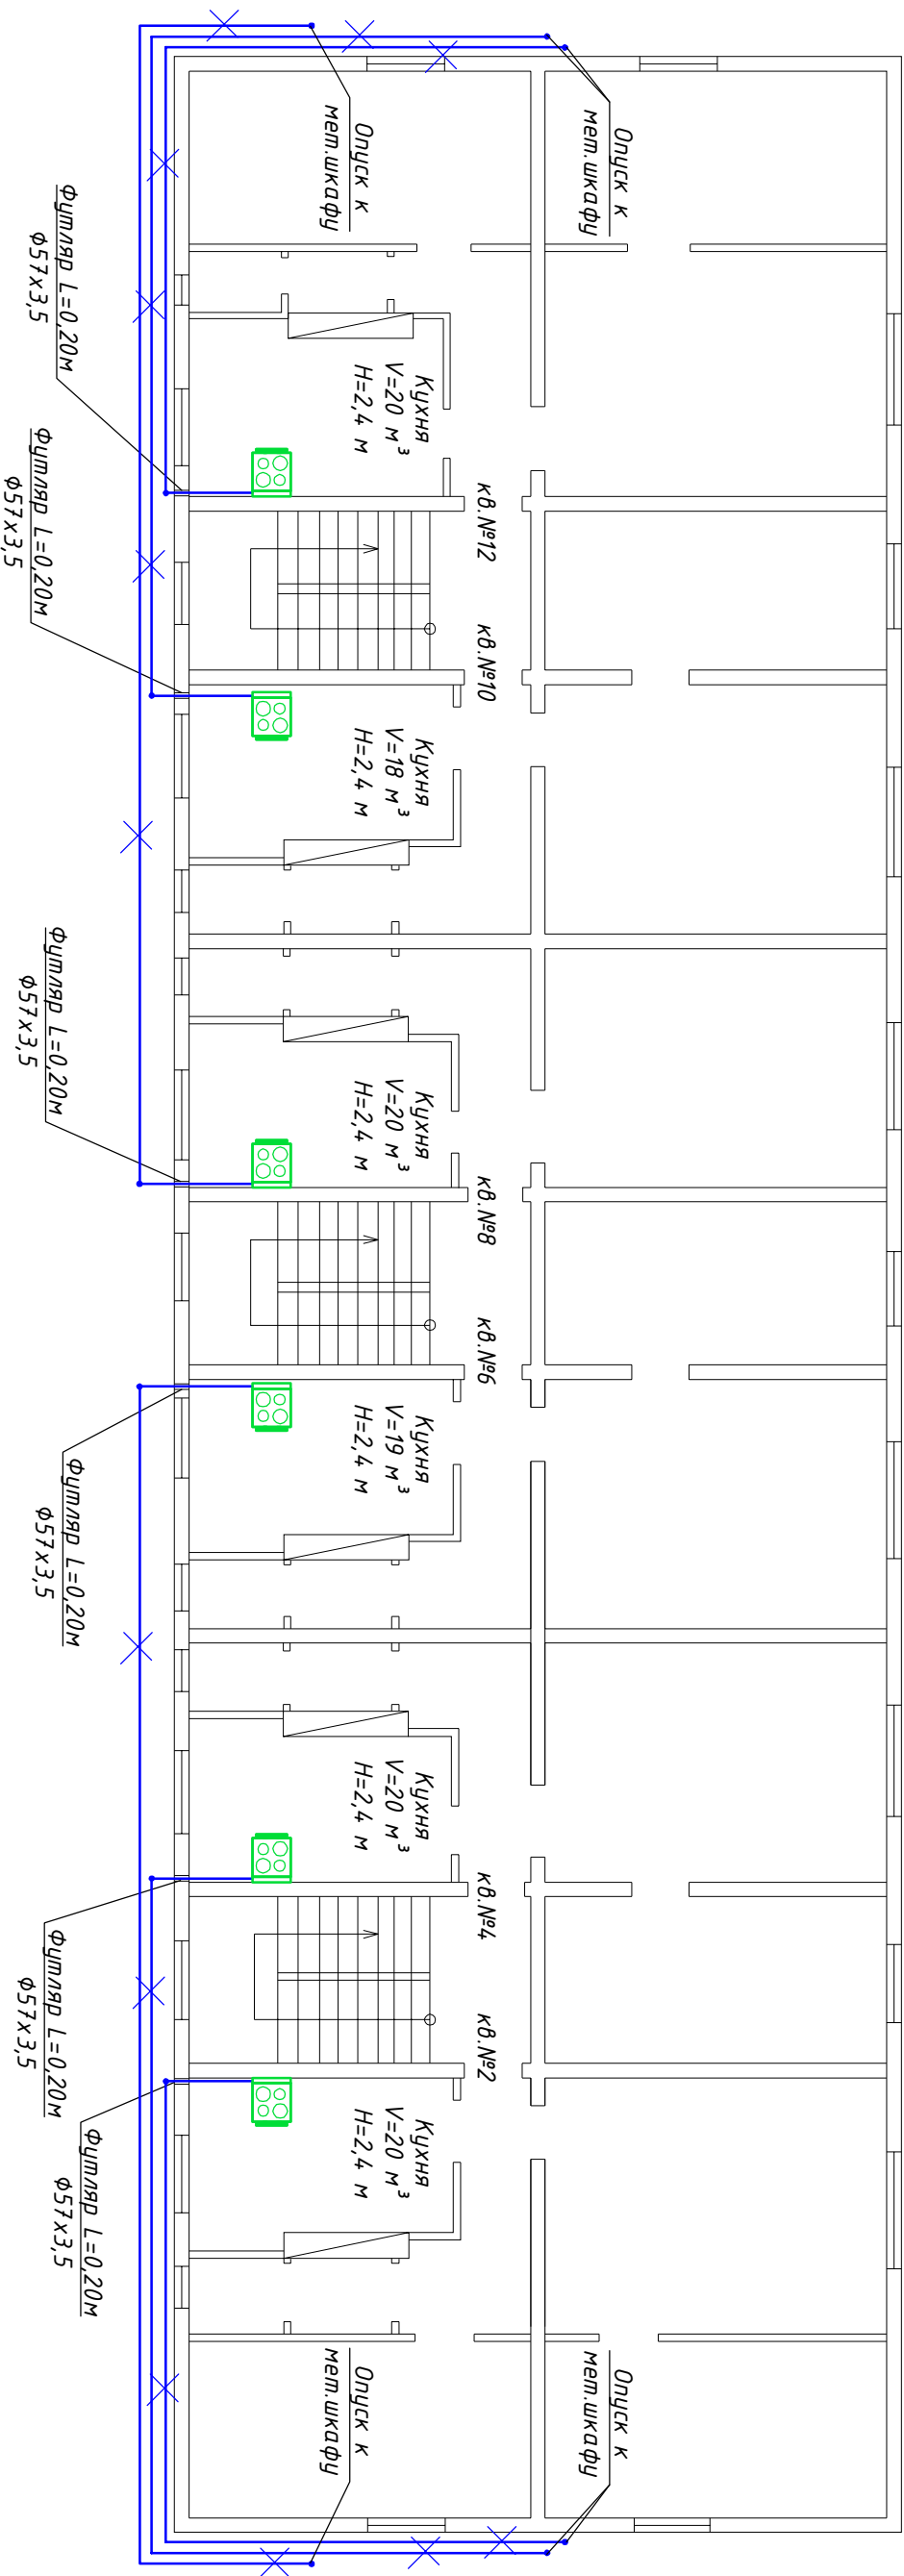 Опуск к
мет.шкафу
Опуск к
мет.шкафу
Футляр L=0,20м
ф57х3,5
Кухня
V=20 м³
H=2,4 м
кв.№12
Футляр L=0,20м
ф57х3,5
кв.№10
Кухня
V=18 м³
H=2,4 м
Футляр L=0,20м
ф57х3,5
Кухня
V=20 м³
H=2,4 м
кв.№8
кв.№6
Кухня
V=19 м³
H=2,4 м
Футляр L=0,20м
ф57х3,5
Кухня
V=20 м³
H=2,4 м
кв.№4
Футляр L=0,20м
ф57х3,5
кв.№2
Кухня
V=20 м³
H=2,4 м
Футляр L=0,20м
ф57х3,5
Опуск к
мет.шкафу
Опуск к
мет.шкафу